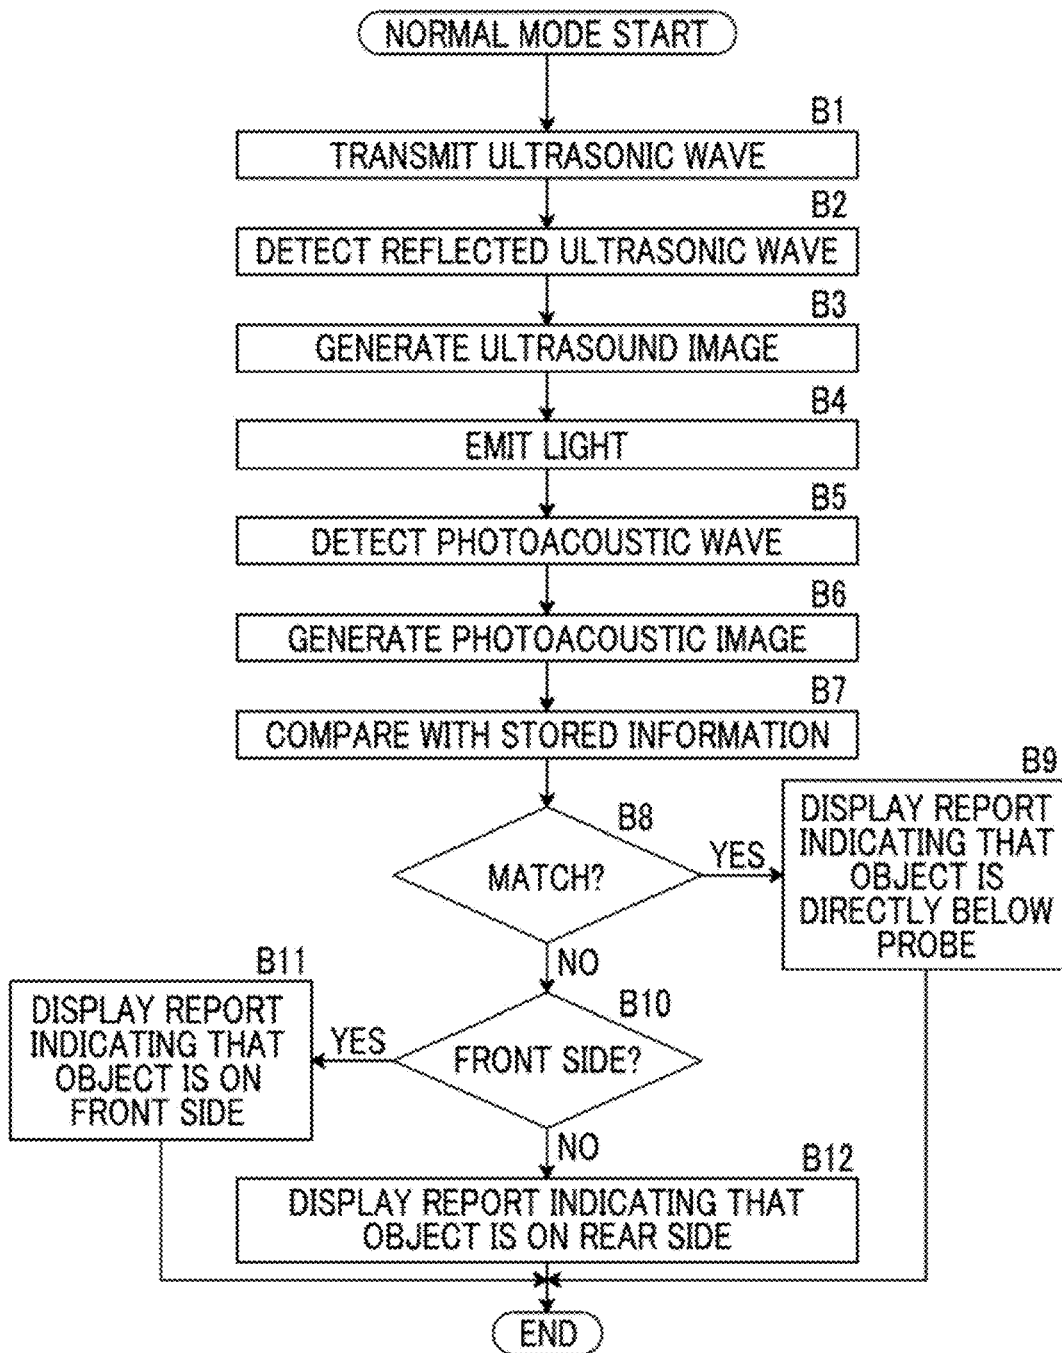 NORMAL MODE START
B1
TRANSMIT ULTRASONIC WAVE
B2
DETECT REFLECTED ULTRASONIC WAVE
B3
GENERATE ULTRASOUND IMAGE
B4
EMIT LIGHT
B5
DETECT PHOTOACOUSTIC WAVE
B6
GENERATE PHOTOACOUSTIC IMAGE
B7
COMPARE WITH STORED INFORMATION
B8
MATCH?
YES
B9
DISPLAY REPORT
INDICATING THAT
OBJECT IS
DIRECTLY BELOW
PROBE
NO
B10
FRONT SIDE?
YES
B11
DISPLAY REPORT
INDICATING THAT
OBJECT IS ON
FRONT SIDE
NO
B12
DISPLAY REPORT INDICATING THAT
OBJECT IS ON REAR SIDE
END